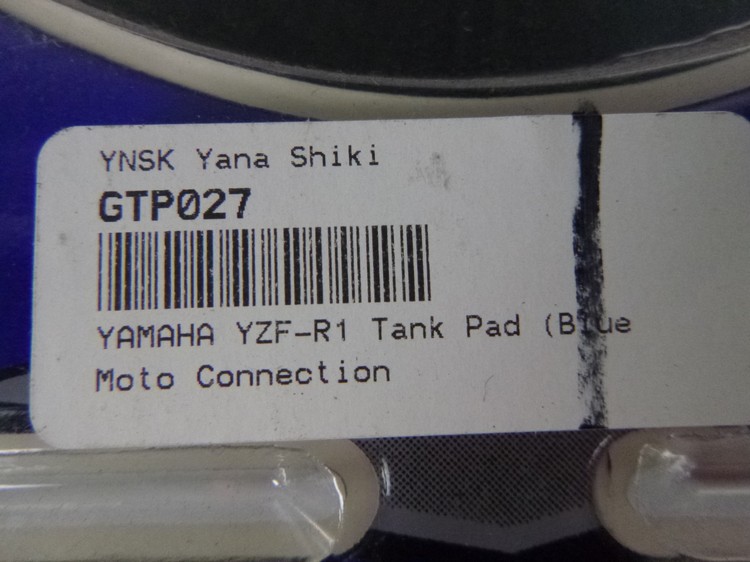 YNSK Yana Shiki
GTP027
YAMAHA YZF-R1 Tank Pad (Blue
Moto Connection